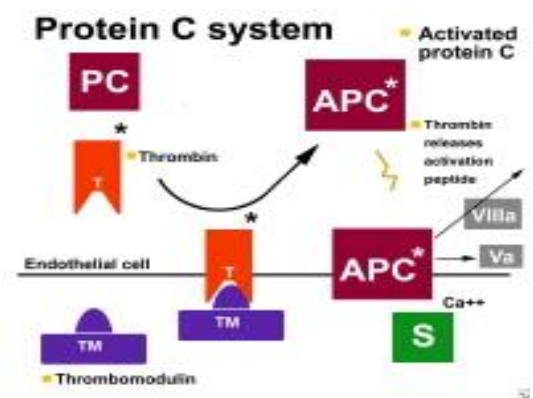 Protein C system
Activated
protein C
PC
APC*
*
Thrombin
T
Thrombin
releases
activation
peptide
*
VIIIa
Endothelial cell
T
APC*
Va
Ca++
TM
TM
S
Thrombomodulin